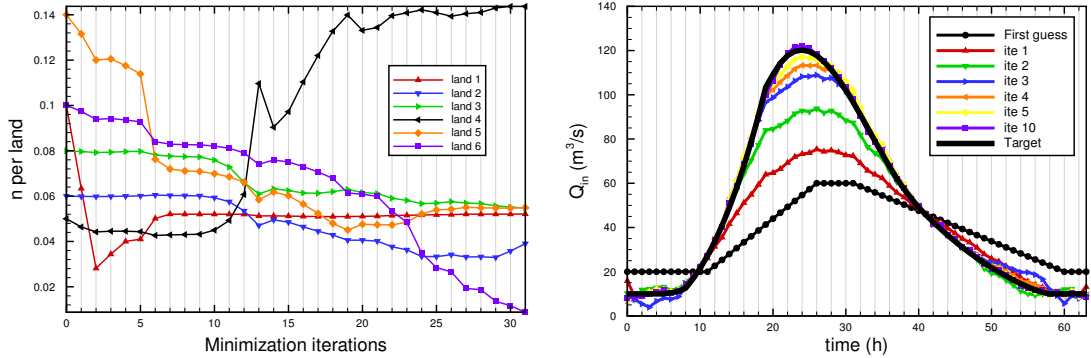 n per land
0.14
0.12
0.1
0.08
0.06
0.04
0.02
0 5 10 15 20 25 30
Minimization iterations
land 1
land 2
land 3
land 4
land 5
land 6
Q_in (m³/s)
140
120
100
80
60
40
20
0
0 10 20 30 40 50 60
time (h)
First guess
ite 1
ite 2
ite 3
ite 4
ite 5
ite 10
Target